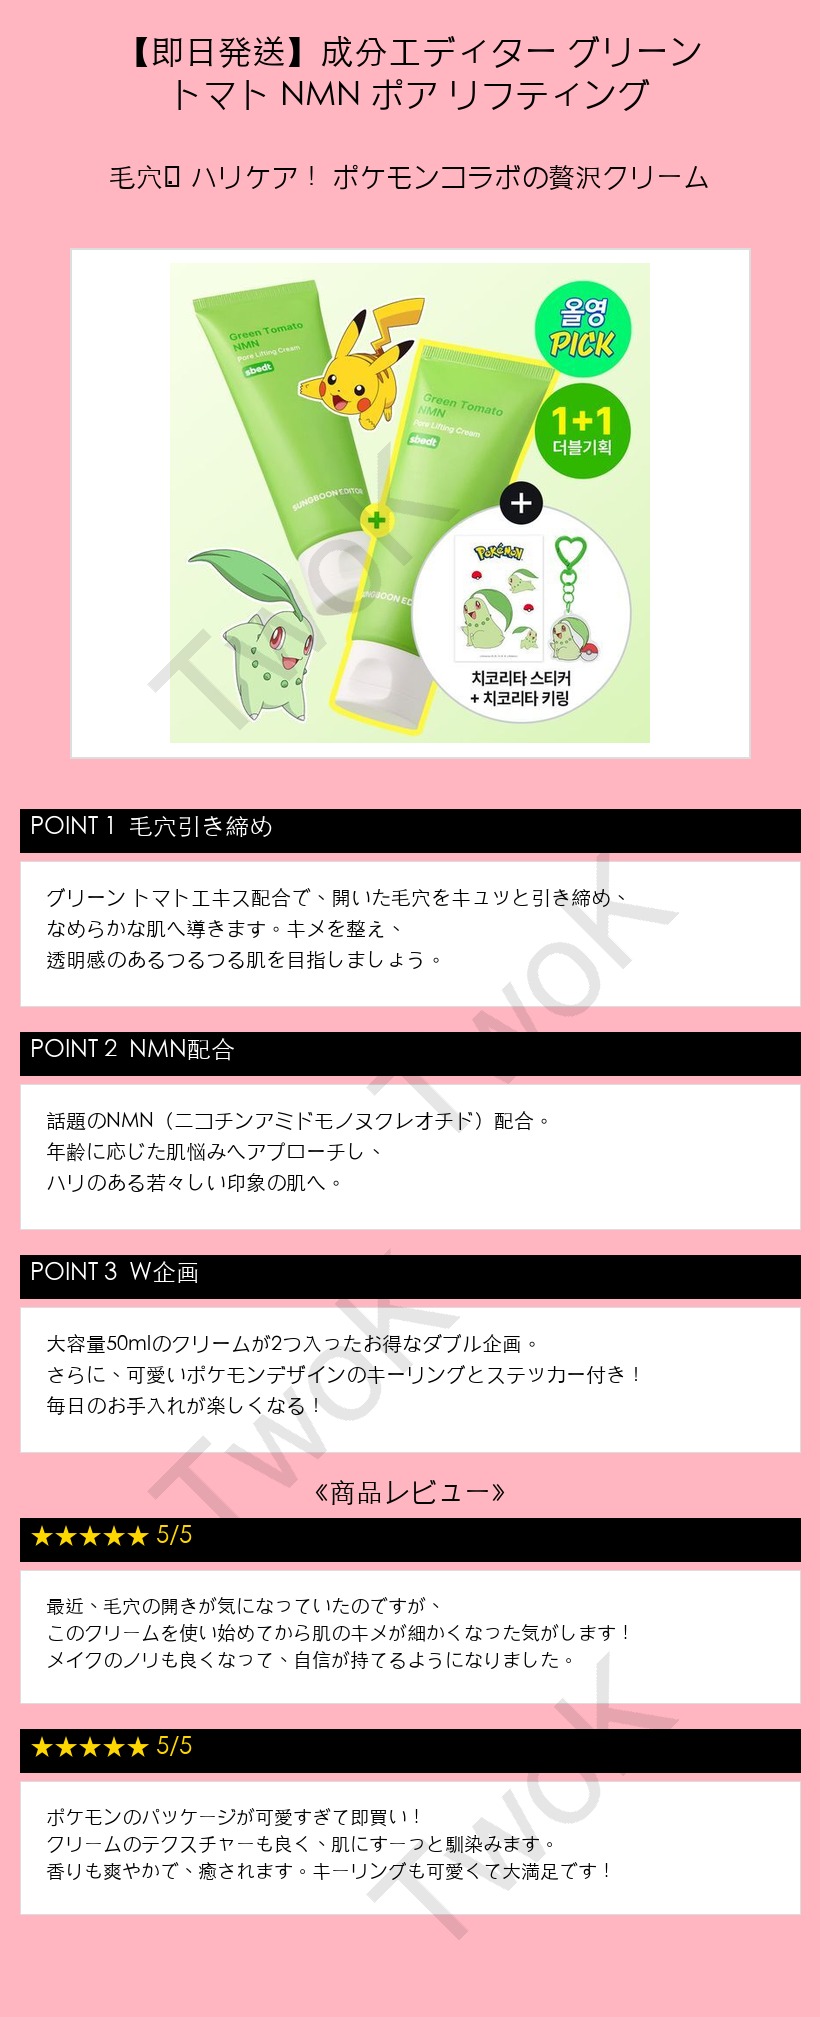 【即日発送】成分エディター グリーン
トマト NMN ポア リフティング
毛穴 ハリケア！ ポケモンコラボの贅沢クリーム
Green Tomato
NMN
Pore Lifting Cream
sbedt
SUNGBOON EDITOR
Green Tomato
NMN
Pore Lifting Cream
sbedt
UNGBOON ED
올영
PICK
1+1
더블기획
+
+
POKéMON
치코리타 스티커
+ 치코리타 키링
TwoK
POINT 1 毛穴引き締め
グリーン トマトエキス配合で、開いた毛穴をキュッと引き締め、
なめらかな肌へ導きます。キメを整え、
透明感のあるつるつる肌を目指しましょう。
TwoK
POINT 2 NMN配合
話題のNMN（ニコチンアミドモノヌクレオチド）配合。
年齢に応じた肌悩みへアプローチし、
ハリのある若々しい印象の肌へ。
POINT 3 W企画
大容量50mlのクリームが2つ入ったお得なダブル企画。
さらに、可愛いポケモンデザインのキーリングとステッカー付き！
毎日のお手入れが楽しくなる！
TwoK
《商品レビュー》
★★★★★ 5/5
最近、毛穴の開きが気になっていたのですが、
このクリームを使い始めてから肌のキメが細かくなった気がします！
メイクのノリも良くなって、自信が持てるようになりました。
★★★★★ 5/5
ポケモンのパッケージが可愛すぎて即買い！
クリームのテクスチャーも良く、肌にすーっと馴染みます。
香りも爽やかで、癒されます。キーリングも可愛くて大満足です！
TwoK